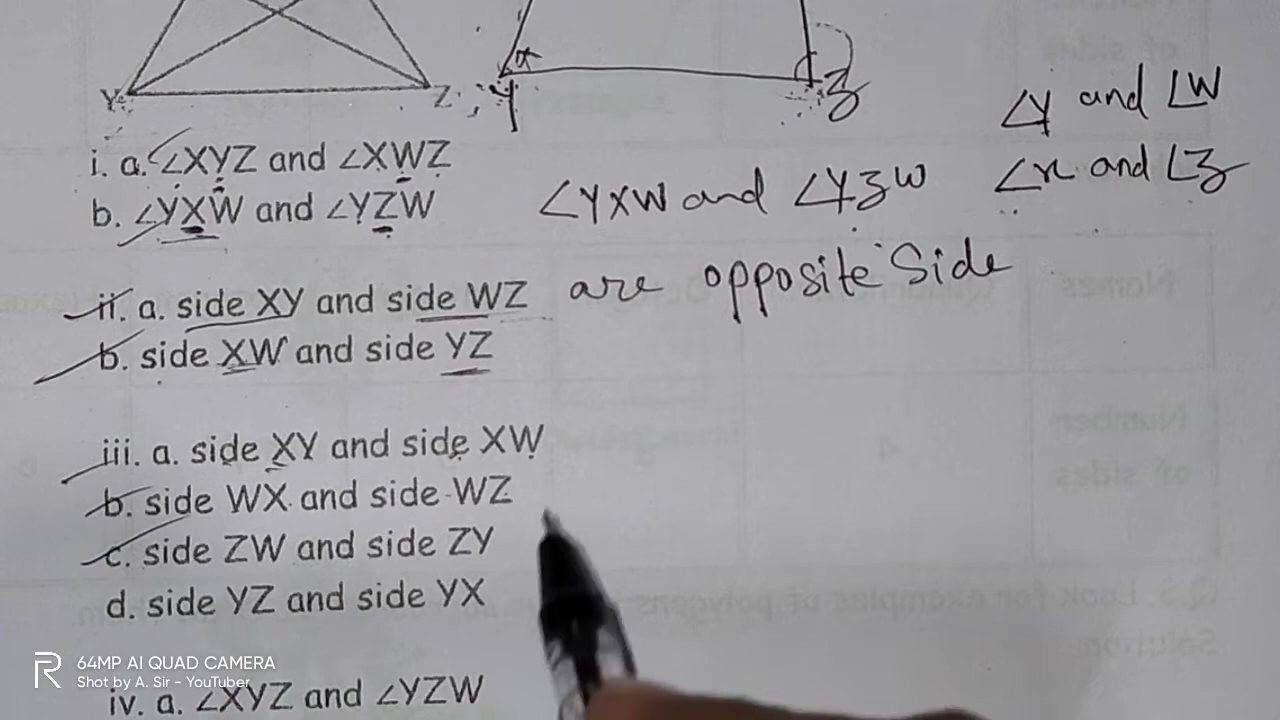 Y Z Y Z
∠Y and ∠W
i. a. ∠XYZ and ∠XWZ
∠x and ∠Z
b. ∠YXW and ∠YZW
∠YXW and ∠YZW
ii. a. side XY and side WZ
are opposite Side
b. side XW and side YZ
iii. a. side XY and side XW
b. side WX and side WZ
c. side ZW and side ZY
d. side YZ and side YX
iv. a. ∠XYZ and ∠YZW
64MP AI QUAD CAMERA
Shot by A. Sir - YouTuber